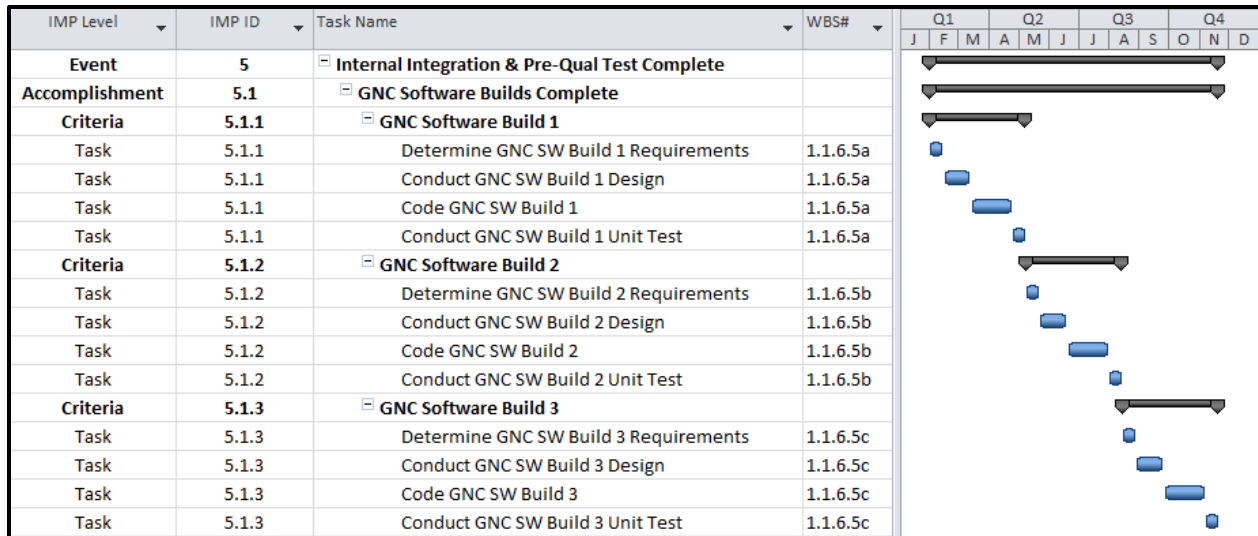 IMP Level IMP ID Task Name WBS# Q1 Q2 Q3 Q4
J F M A M J J A S O N D
Event 5 Internal Integration & Pre-Qual Test Complete
Accomplishment 5.1 GNC Software Builds Complete
Criteria 5.1.1 GNC Software Build 1
Task 5.1.1 Determine GNC SW Build 1 Requirements 1.1.6.5a
Task 5.1.1 Conduct GNC SW Build 1 Design 1.1.6.5a
Task 5.1.1 Code GNC SW Build 1 1.1.6.5a
Task 5.1.1 Conduct GNC SW Build 1 Unit Test 1.1.6.5a
Criteria 5.1.2 GNC Software Build 2
Task 5.1.2 Determine GNC SW Build 2 Requirements 1.1.6.5b
Task 5.1.2 Conduct GNC SW Build 2 Design 1.1.6.5b
Task 5.1.2 Code GNC SW Build 2 1.1.6.5b
Task 5.1.2 Conduct GNC SW Build 2 Unit Test 1.1.6.5b
Criteria 5.1.3 GNC Software Build 3
Task 5.1.3 Determine GNC SW Build 3 Requirements 1.1.6.5c
Task 5.1.3 Conduct GNC SW Build 3 Design 1.1.6.5c
Task 5.1.3 Code GNC SW Build 3 1.1.6.5c
Task 5.1.3 Conduct GNC SW Build 3 Unit Test 1.1.6.5c